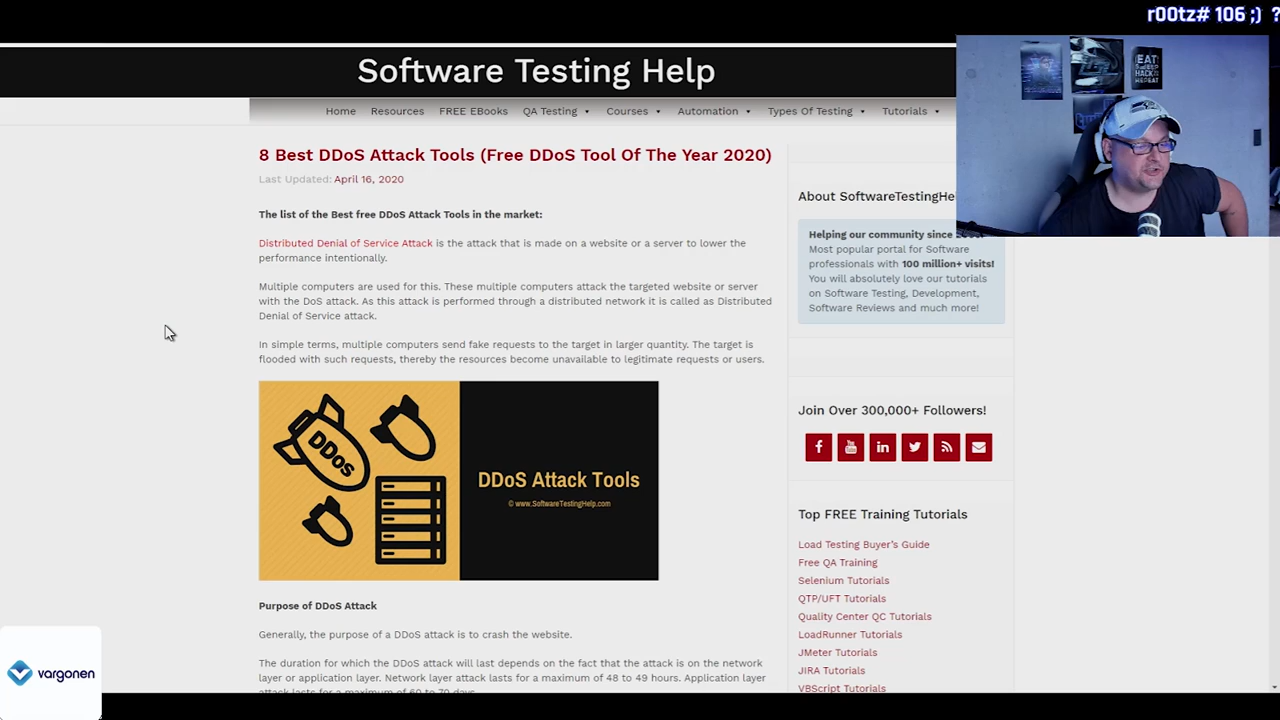 r00tz# 106 ;) ?
Software Testing Help
Home Resources FREE EBooks QA Testing Courses Automation Types Of Testing Tutorials
8 Best DDoS Attack Tools (Free DDoS Tool Of The Year 2020)
Last Updated: April 16, 2020
The list of the Best free DDoS Attack Tools in the market:
Distributed Denial of Service Attack is the attack that is made on a website or a server to lower the
performance intentionally.
Multiple computers are used for this. These multiple computers attack the targeted website or server
with the DoS attack. As this attack is performed through a distributed network it is called as Distributed
Denial of Service attack.
In simple terms, multiple computers send fake requests to the target in larger quantity. The target is
flooded with such requests, thereby the resources become unavailable to legitimate requests or users.
DDoS
DDoS Attack Tools
© www.SoftwareTestingHelp.com
Purpose of DDoS Attack
Generally, the purpose of a DDoS attack is to crash the website.
The duration for which the DDoS attack will last depends on the fact that the attack is on the network
layer or application layer. Network layer attack lasts for a maximum of 48 to 49 hours. Application layer
attack lasts for a maximum of 60 to 70 days.
About SoftwareTestingHe
Helping our community since
Most popular portal for Software
professionals with 100 million+ visits!
You will absolutely love our tutorials
on Software Testing, Development,
Software Reviews and much more!
Join Over 300,000+ Followers!
Top FREE Training Tutorials
Load Testing Buyer's Guide
Free QA Training
Selenium Tutorials
QTP/UFT Tutorials
Quality Center QC Tutorials
LoadRunner Tutorials
JMeter Tutorials
JIRA Tutorials
VBScript Tutorials
EAT
HACK
vargonen